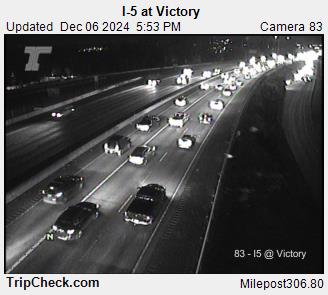 I-5 at Victory
Updated  Dec 06 2024  5:53 PM
Camera 83
T
N
83 - I5 @ Victory
TripCheck.com
Milepost306.80